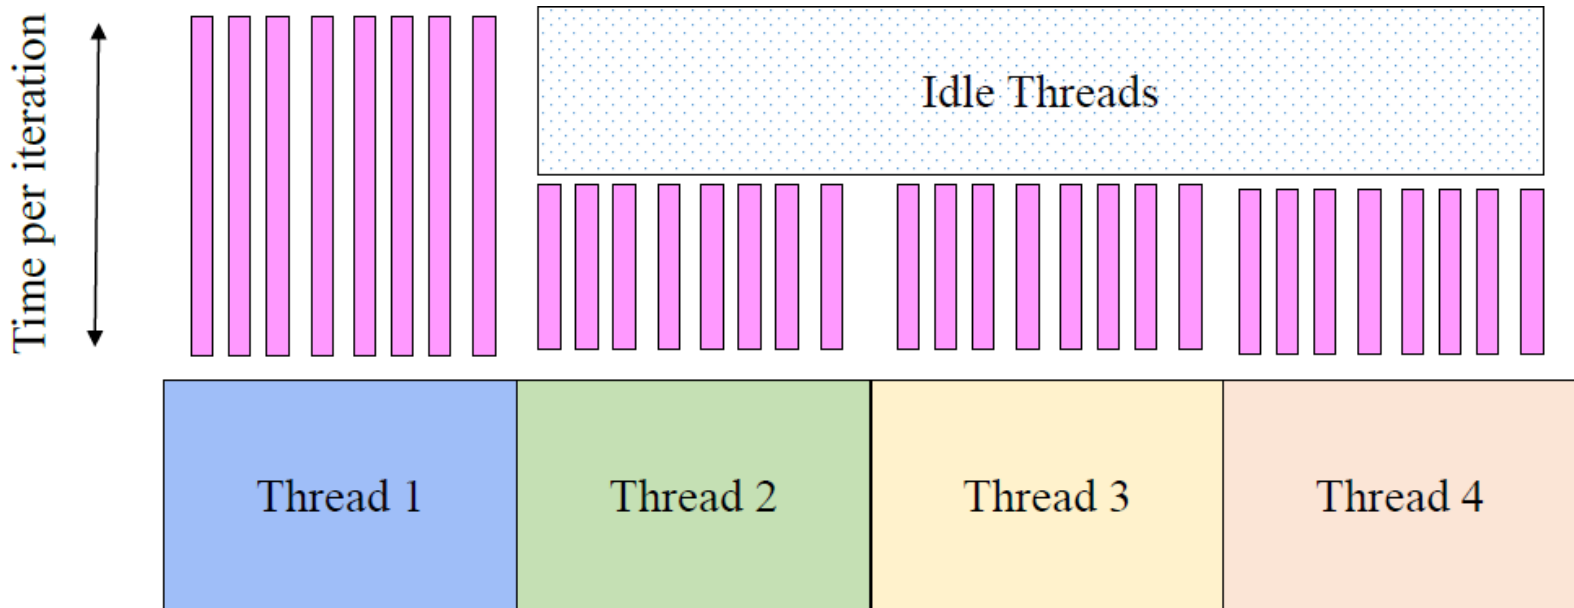 Time per iteration
Idle Threads
Thread 1
Thread 2
Thread 3
Thread 4